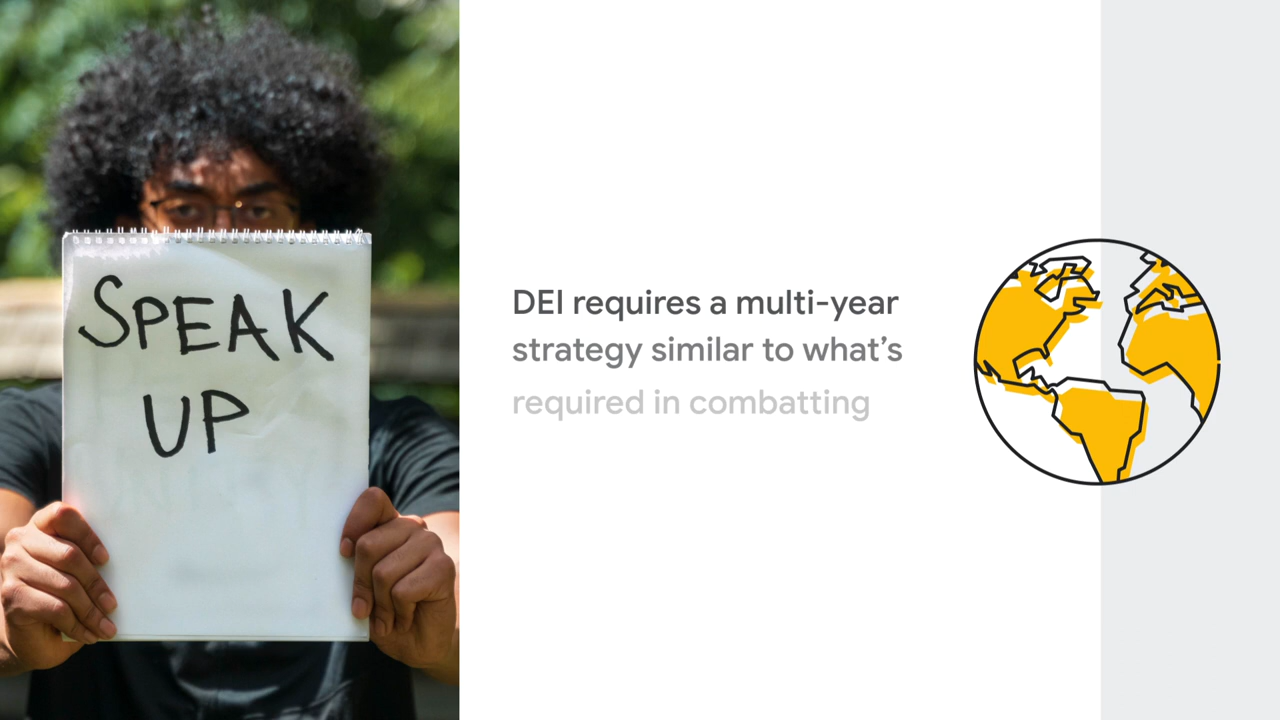 SPEAK
UP
DEI requires a multi-year
strategy similar to what’s
required in combatting